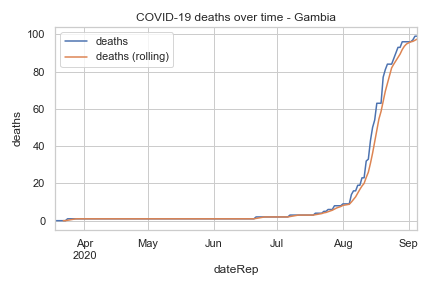 COVID-19 deaths over time - Gambia
deaths
deaths (rolling)
100
80
60
40
20
0
deaths
Apr
2020
May
Jun
Jul
Aug
Sep
dateRep